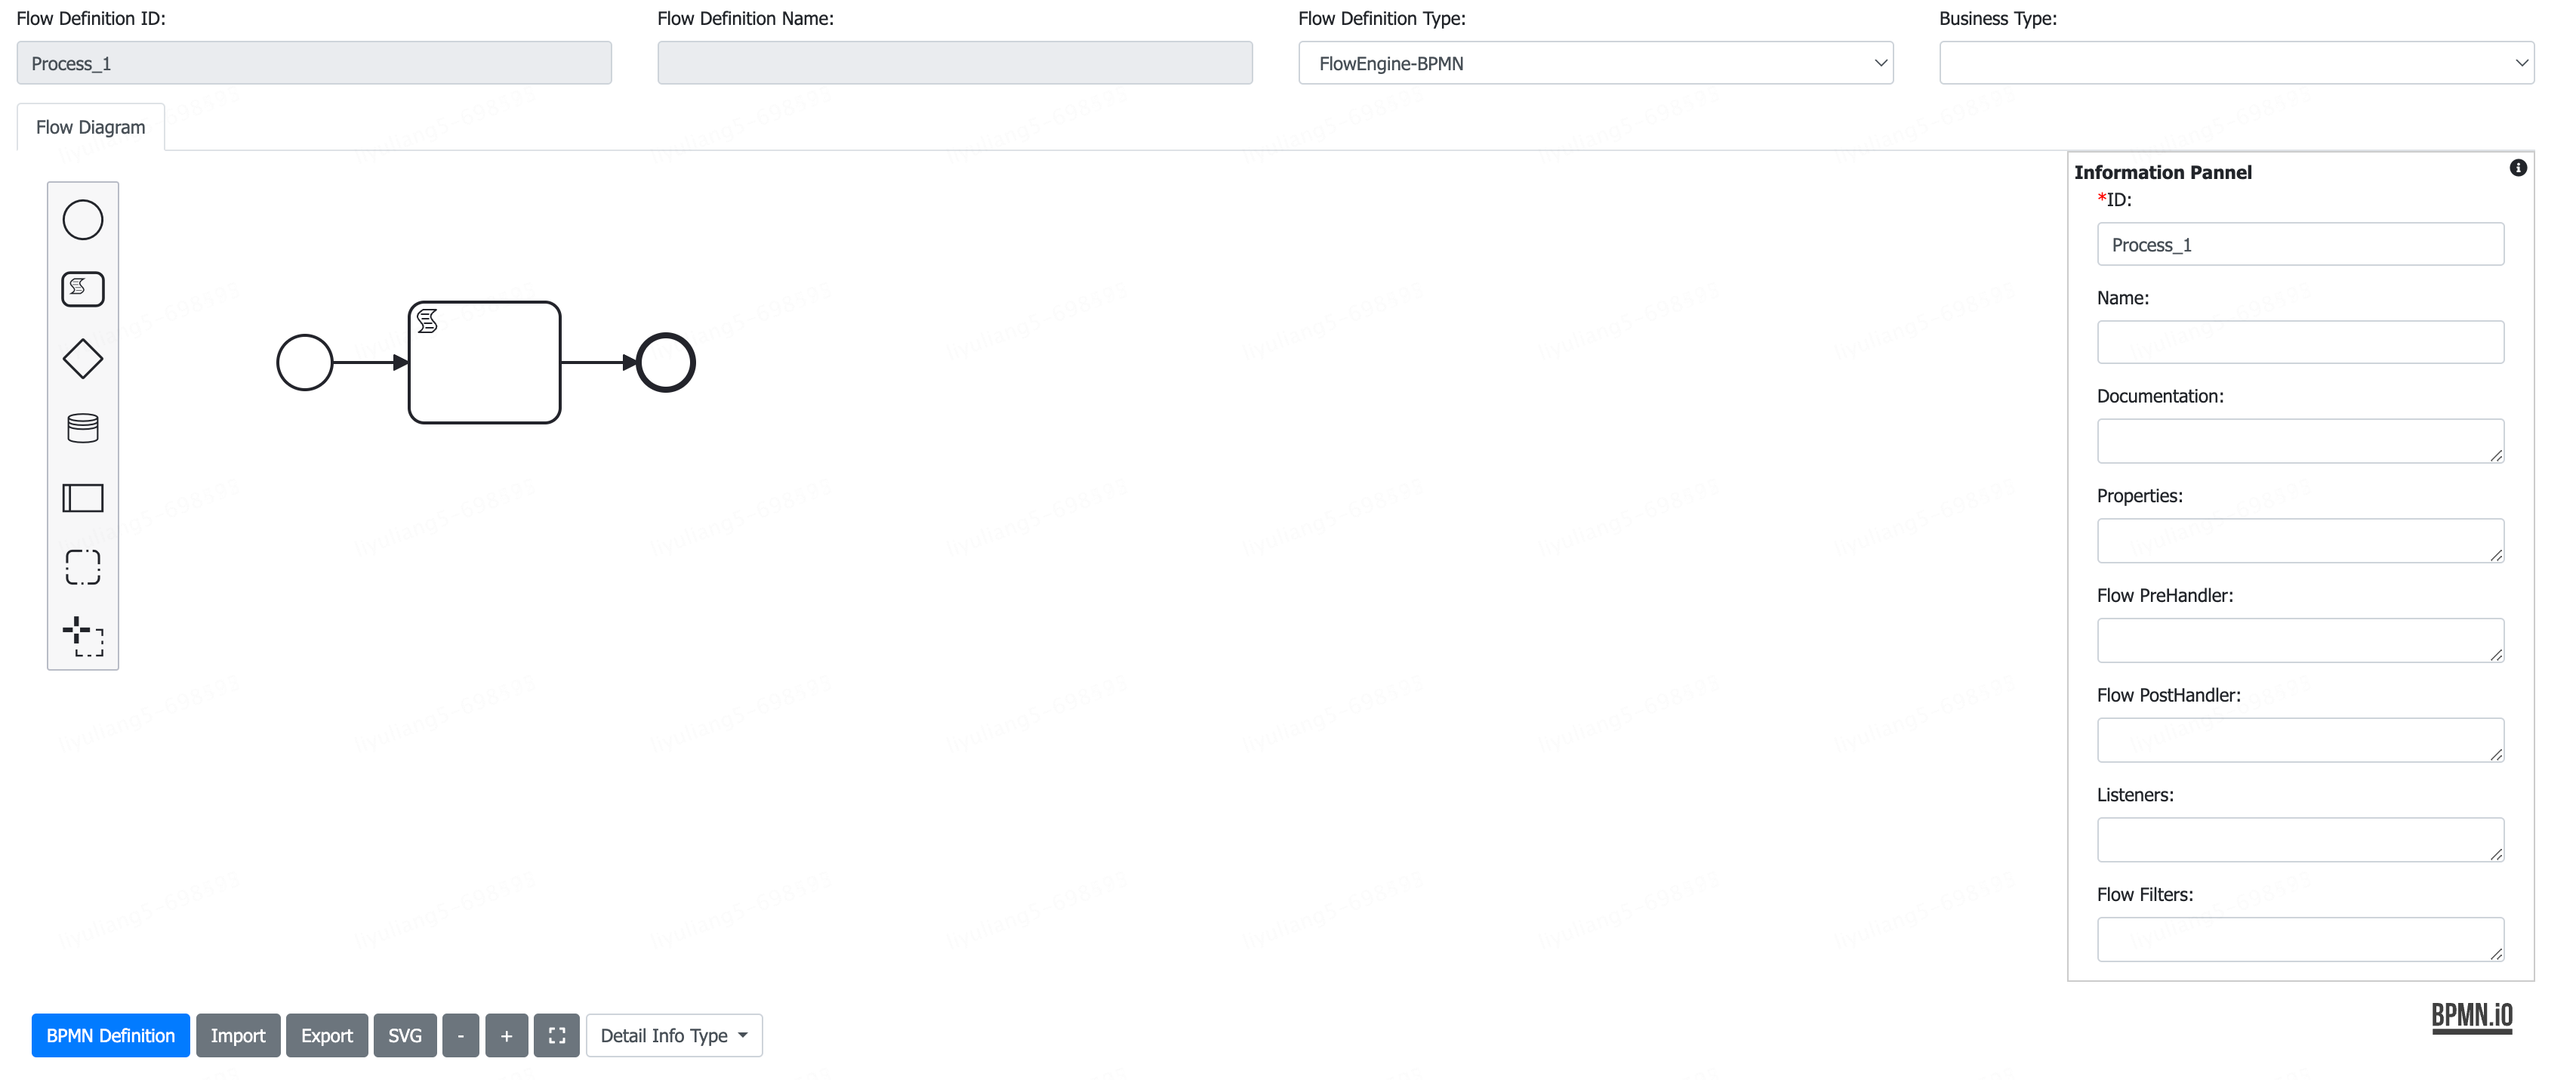 Flow Definition ID:
Flow Definition Name:
Flow Definition Type:
Business Type:
Process_1
FlowEngine-BPMN
Flow Diagram
Information Pannel
*ID:
Process_1
Name:
Documentation:
Properties:
Flow PreHandler:
Flow PostHandler:
Listeners:
Flow Filters:
BPMN Definition
Import
Export
SVG
-
+
Detail Info Type
BPMN.iO